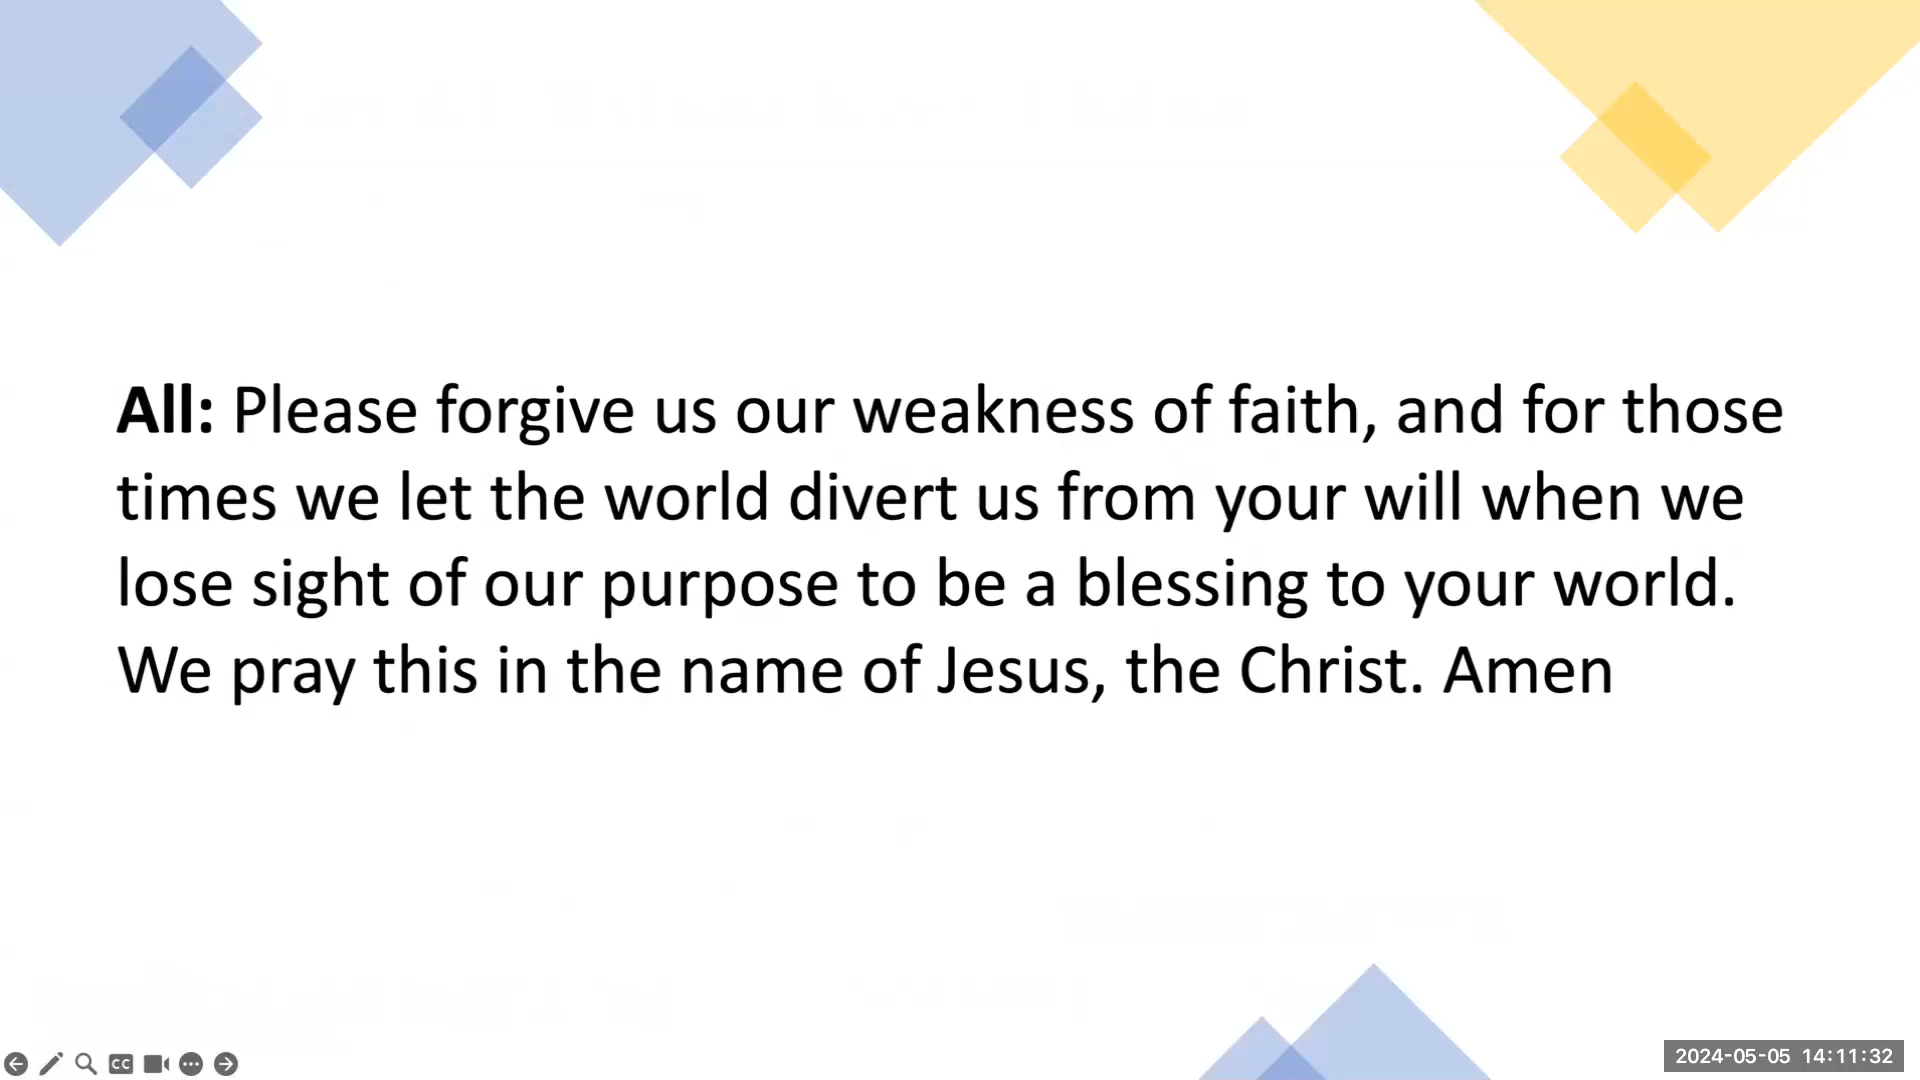 All: Please forgive us our weakness of faith, and for those
times we let the world divert us from your will when we
lose sight of our purpose to be a blessing to your world.
We pray this in the name of Jesus, the Christ. Amen
CC
2024-05-05 14:11:32